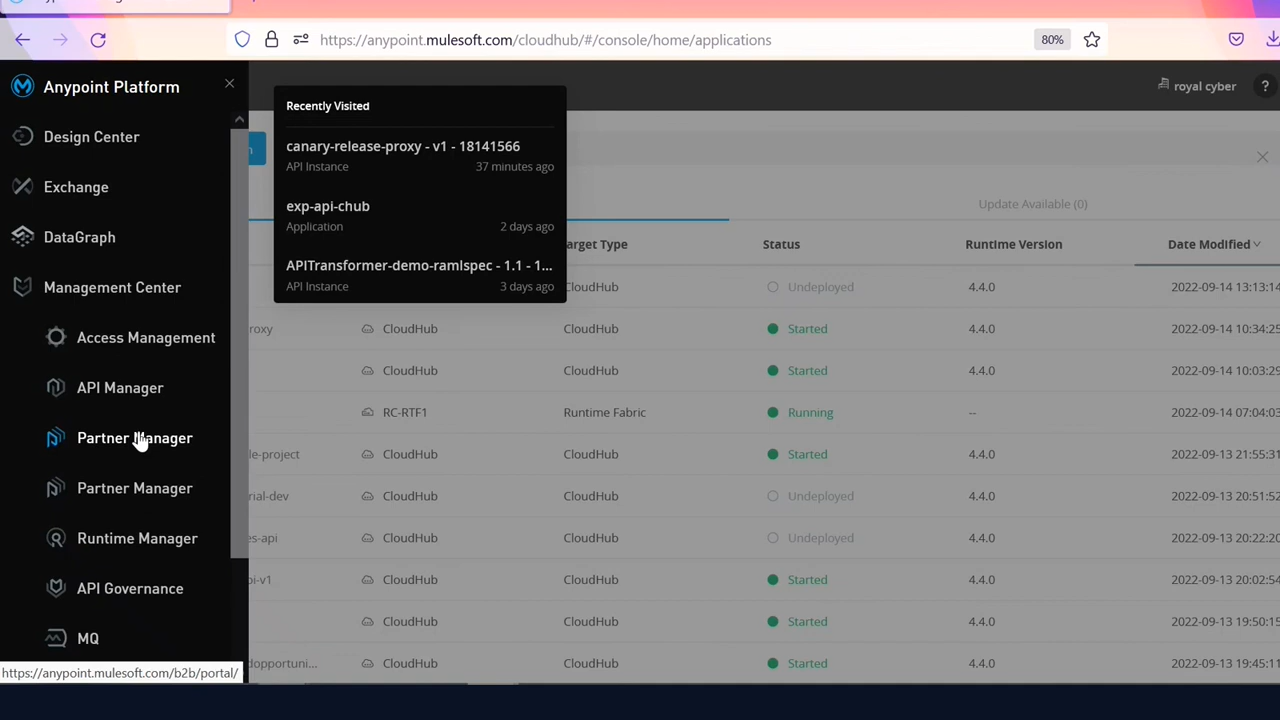 https://anypoint.mulesoft.com/cloudhub/#/console/home/applications
80%
Anypoint Platform
royal cyber
?
Design Center
Exchange
DataGraph
Management Center
Access Management
API Manager
Partner Manager
Partner Manager
Runtime Manager
API Governance
MQ
https://anypoint.mulesoft.com/b2b/portal/
Recently Visited
canary-release-proxy - v1 - 18141566
API Instance 37 minutes ago
exp-api-chub
Application 2 days ago
APITransformer-demo-ramlspec - 1.1 - 1...
API Instance 3 days ago
Update Available (0)
arget Type Status Runtime Version Date Modified
CloudHub Undeployed 4.4.0 2022-09-14 13:13:14
roxy CloudHub CloudHub Started 4.4.0 2022-09-14 10:34:25
CloudHub CloudHub Started 4.4.0 2022-09-14 10:03:29
RC-RTF1 Runtime Fabric Running -- 2022-09-14 07:04:03
le-project CloudHub CloudHub Started 4.4.0 2022-09-13 21:55:31
rial-dev CloudHub CloudHub Undeployed 4.4.0 2022-09-13 20:51:52
es-api CloudHub CloudHub Undeployed 4.4.0 2022-09-13 20:22:20
pi-v1 CloudHub CloudHub Started 4.4.0 2022-09-13 20:02:54
CloudHub CloudHub Started 4.4.0 2022-09-13 19:50:15
dopportuni... CloudHub CloudHub Started 4.4.0 2022-09-13 19:45:11